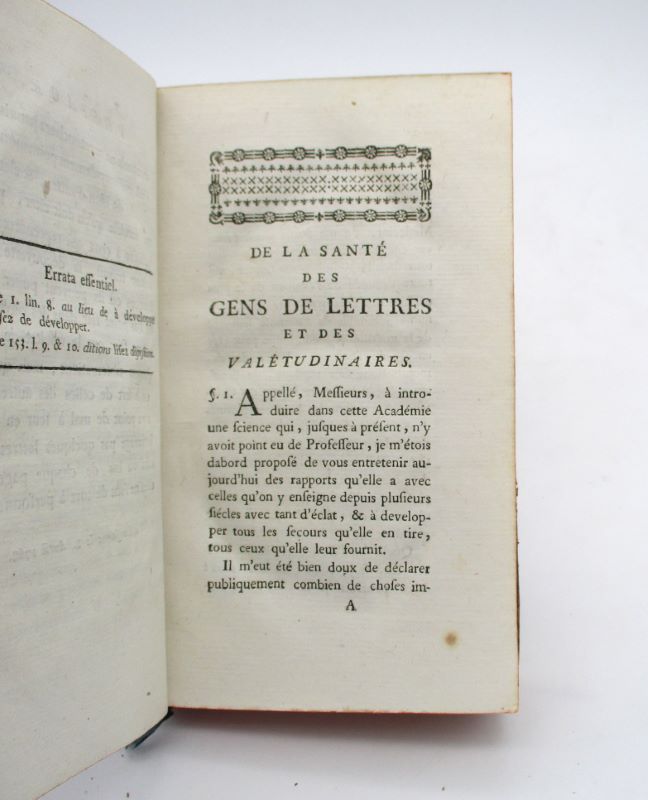 Errata eſſentiel.
1. lin. 8. au lieu de à développe
ſez de développer.
153. l. 9. & 10. ditions liſez
DE LA SANTÉ
DES
GENS DE LETTRES
ET DES
VALÉTUDINAIRES.
§. 1. Appellé, Meſſieurs, à intro-
duire dans cette Académie
une ſcience qui, juſques à préſent, n'y
avoit point eu de Profeſſeur, je m'étois
dabord propoſé de vous entretenir au-
jourd'hui des rapports qu'elle a avec
celles qu'on y enſeigne depuis pluſieurs
ſiécles avec tant d'éclat, & à develop-
per tous les ſecours qu'elle en tire,
tous ceux qu'elle leur fournit.
Il m'eut été bien doux de déclarer
publiquement combien de choſes im-
A